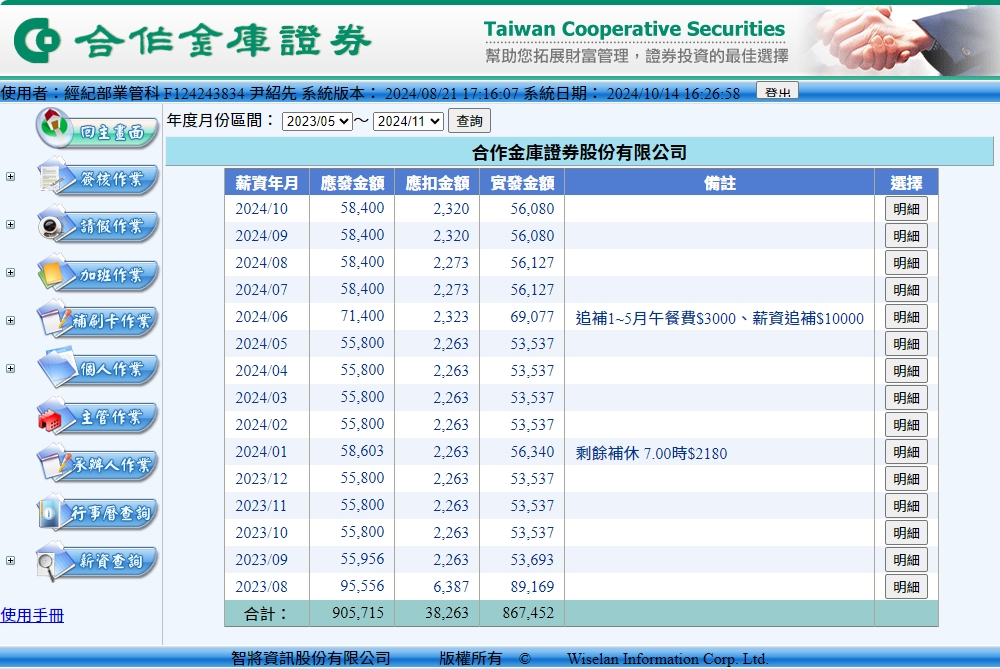 合作金庫證券
Taiwan Cooperative Securities
幫助您拓展財富管理，證券投資的最佳選擇
使用者：經紀部業管科 F124243834 尹紹先 系統版本： 2024/08/21 17:16:07 系統日期： 2024/10/14 16:26:58 登出
回主畫面
簽核作業
請假作業
加班作業
補刷卡作業
個人作業
主管作業
承辦人作業
行事曆查詢
薪資查詢
使用手冊
年度月份區間： 2023/05 ～ 2024/11 查詢
合作金庫證券股份有限公司
薪資年月 應發金額 應扣金額 實發金額 備註 選擇
2024/10 58,400 2,320 56,080 明細
2024/09 58,400 2,320 56,080 明細
2024/08 58,400 2,273 56,127 明細
2024/07 58,400 2,273 56,127 明細
2024/06 71,400 2,323 69,077 追補1~5月午餐費$3000、薪資追補$10000 明細
2024/05 55,800 2,263 53,537 明細
2024/04 55,800 2,263 53,537 明細
2024/03 55,800 2,263 53,537 明細
2024/02 55,800 2,263 53,537 明細
2024/01 58,603 2,263 56,340 剩餘補休 7.00時$2180 明細
2023/12 55,800 2,263 53,537 明細
2023/11 55,800 2,263 53,537 明細
2023/10 55,800 2,263 53,537 明細
2023/09 55,956 2,263 53,693 明細
2023/08 95,556 6,387 89,169 明細
合計： 905,715 38,263 867,452
智將資訊股份有限公司 版權所有 © Wiselan Information Corp. Ltd.